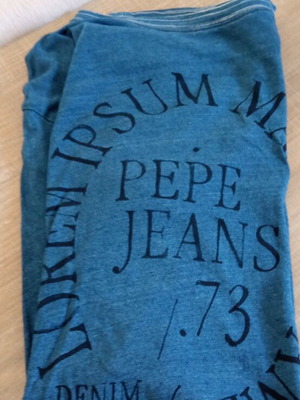 LOREM IPSUM MA
PEPE
JEANS
/.73
DENIM